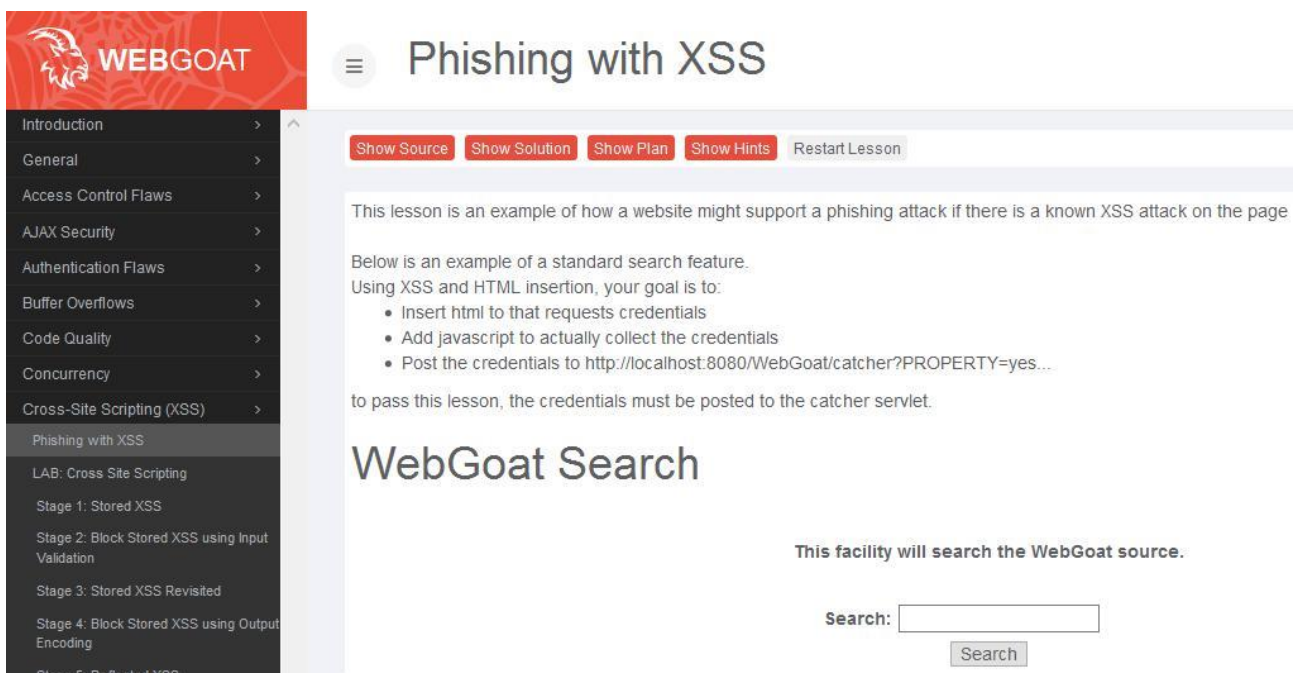 WEBGOAT
Phishing with XSS
Introduction
General
Access Control Flaws
AJAX Security
Authentication Flaws
Buffer Overflows
Code Quality
Concurrency
Cross-Site Scripting (XSS)
Phishing with XSS
LAB: Cross Site Scripting
Stage 1: Stored XSS
Stage 2: Block Stored XSS using Input
Validation
Stage 3: Stored XSS Revisited
Stage 4: Block Stored XSS using Output
Encoding
Show Source Show Solution Show Plan Show Hints Restart Lesson
This lesson is an example of how a website might support a phishing attack if there is a known XSS attack on the page
Below is an example of a standard search feature.
Using XSS and HTML insertion, your goal is to:
• Insert html to that requests credentials
• Add javascript to actually collect the credentials
• Post the credentials to http://localhost:8080/WebGoat/catcher?PROPERTY=yes...
to pass this lesson, the credentials must be posted to the catcher servlet.
WebGoat Search
This facility will search the WebGoat source.
Search:
Search